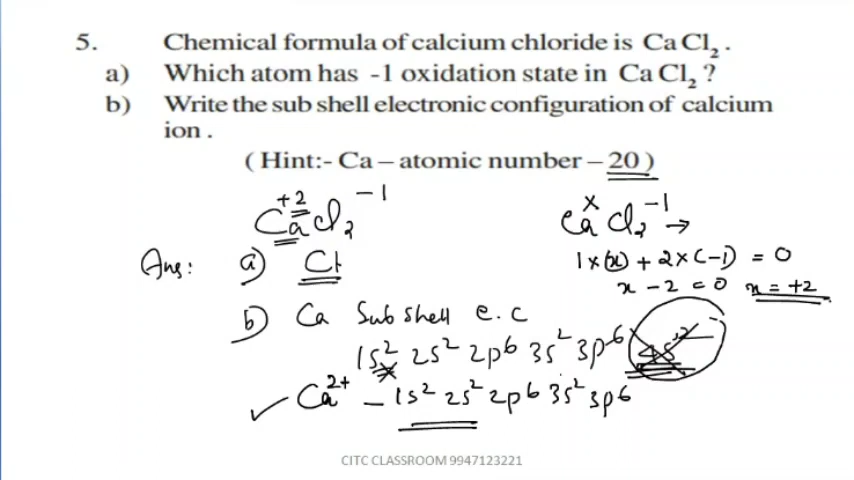 5. Chemical formula of calcium chloride is CaCl₂.
a) Which atom has -1 oxidation state in CaCl₂ ?
b) Write the sub shell electronic configuration of calcium
ion .
( Hint:- Ca – atomic number – 20 )
+2 -1
CaCl₂
x -1
CaCl₂ →
1×(x) + 2×(-1) = 0
x - 2 = 0 x = +2
Ans: a) Cl
b) Ca Sub shell e.c
1s² 2s² 2p⁶ 3s² 3p⁶ 4s²
Ca²⁺ – 1s² 2s² 2p⁶ 3s² 3p⁶
CITC CLASSROOM 9947123221